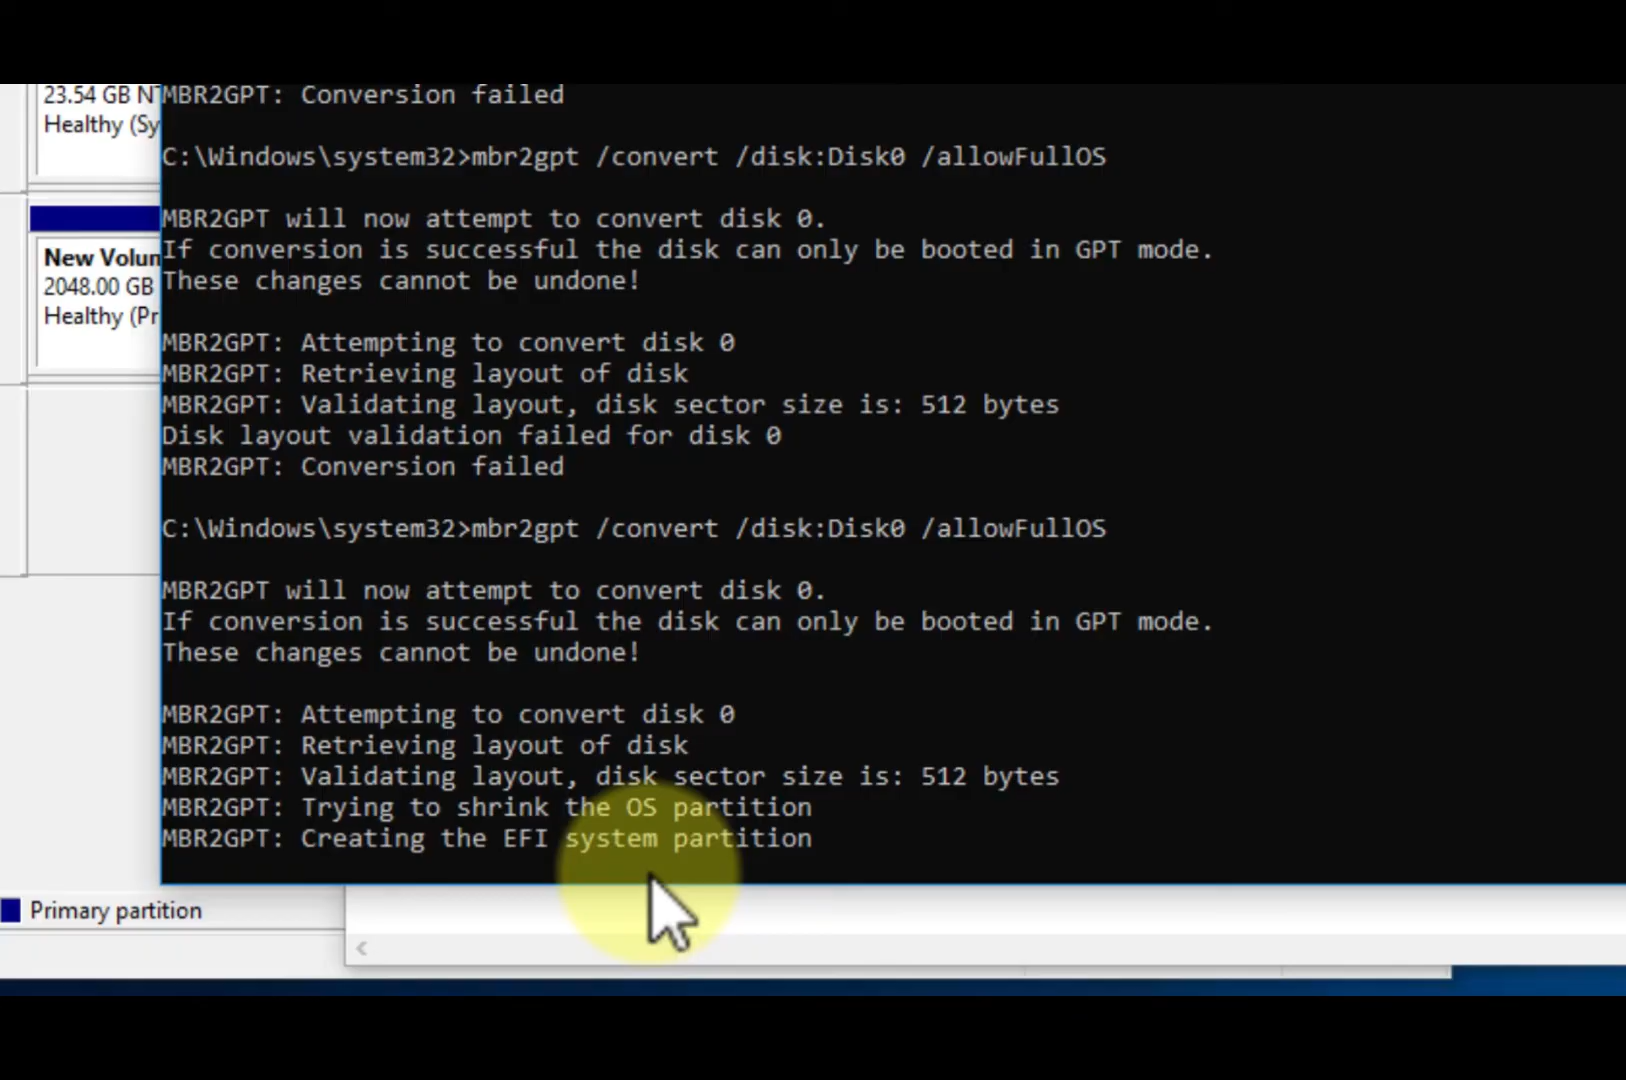 23.54 GB NT
Healthy (Sy
New Volun
2048.00 GB
Healthy (Pr
Primary partition
MBR2GPT: Conversion failed
C:\Windows\system32>mbr2gpt /convert /disk:Disk0 /allowFullOS
MBR2GPT will now attempt to convert disk 0.
If conversion is successful the disk can only be booted in GPT mode.
These changes cannot be undone!
MBR2GPT: Attempting to convert disk 0
MBR2GPT: Retrieving layout of disk
MBR2GPT: Validating layout, disk sector size is: 512 bytes
Disk layout validation failed for disk 0
MBR2GPT: Conversion failed
C:\Windows\system32>mbr2gpt /convert /disk:Disk0 /allowFullOS
MBR2GPT will now attempt to convert disk 0.
If conversion is successful the disk can only be booted in GPT mode.
These changes cannot be undone!
MBR2GPT: Attempting to convert disk 0
MBR2GPT: Retrieving layout of disk
MBR2GPT: Validating layout, disk sector size is: 512 bytes
MBR2GPT: Trying to shrink the OS partition
MBR2GPT: Creating the EFI system partition